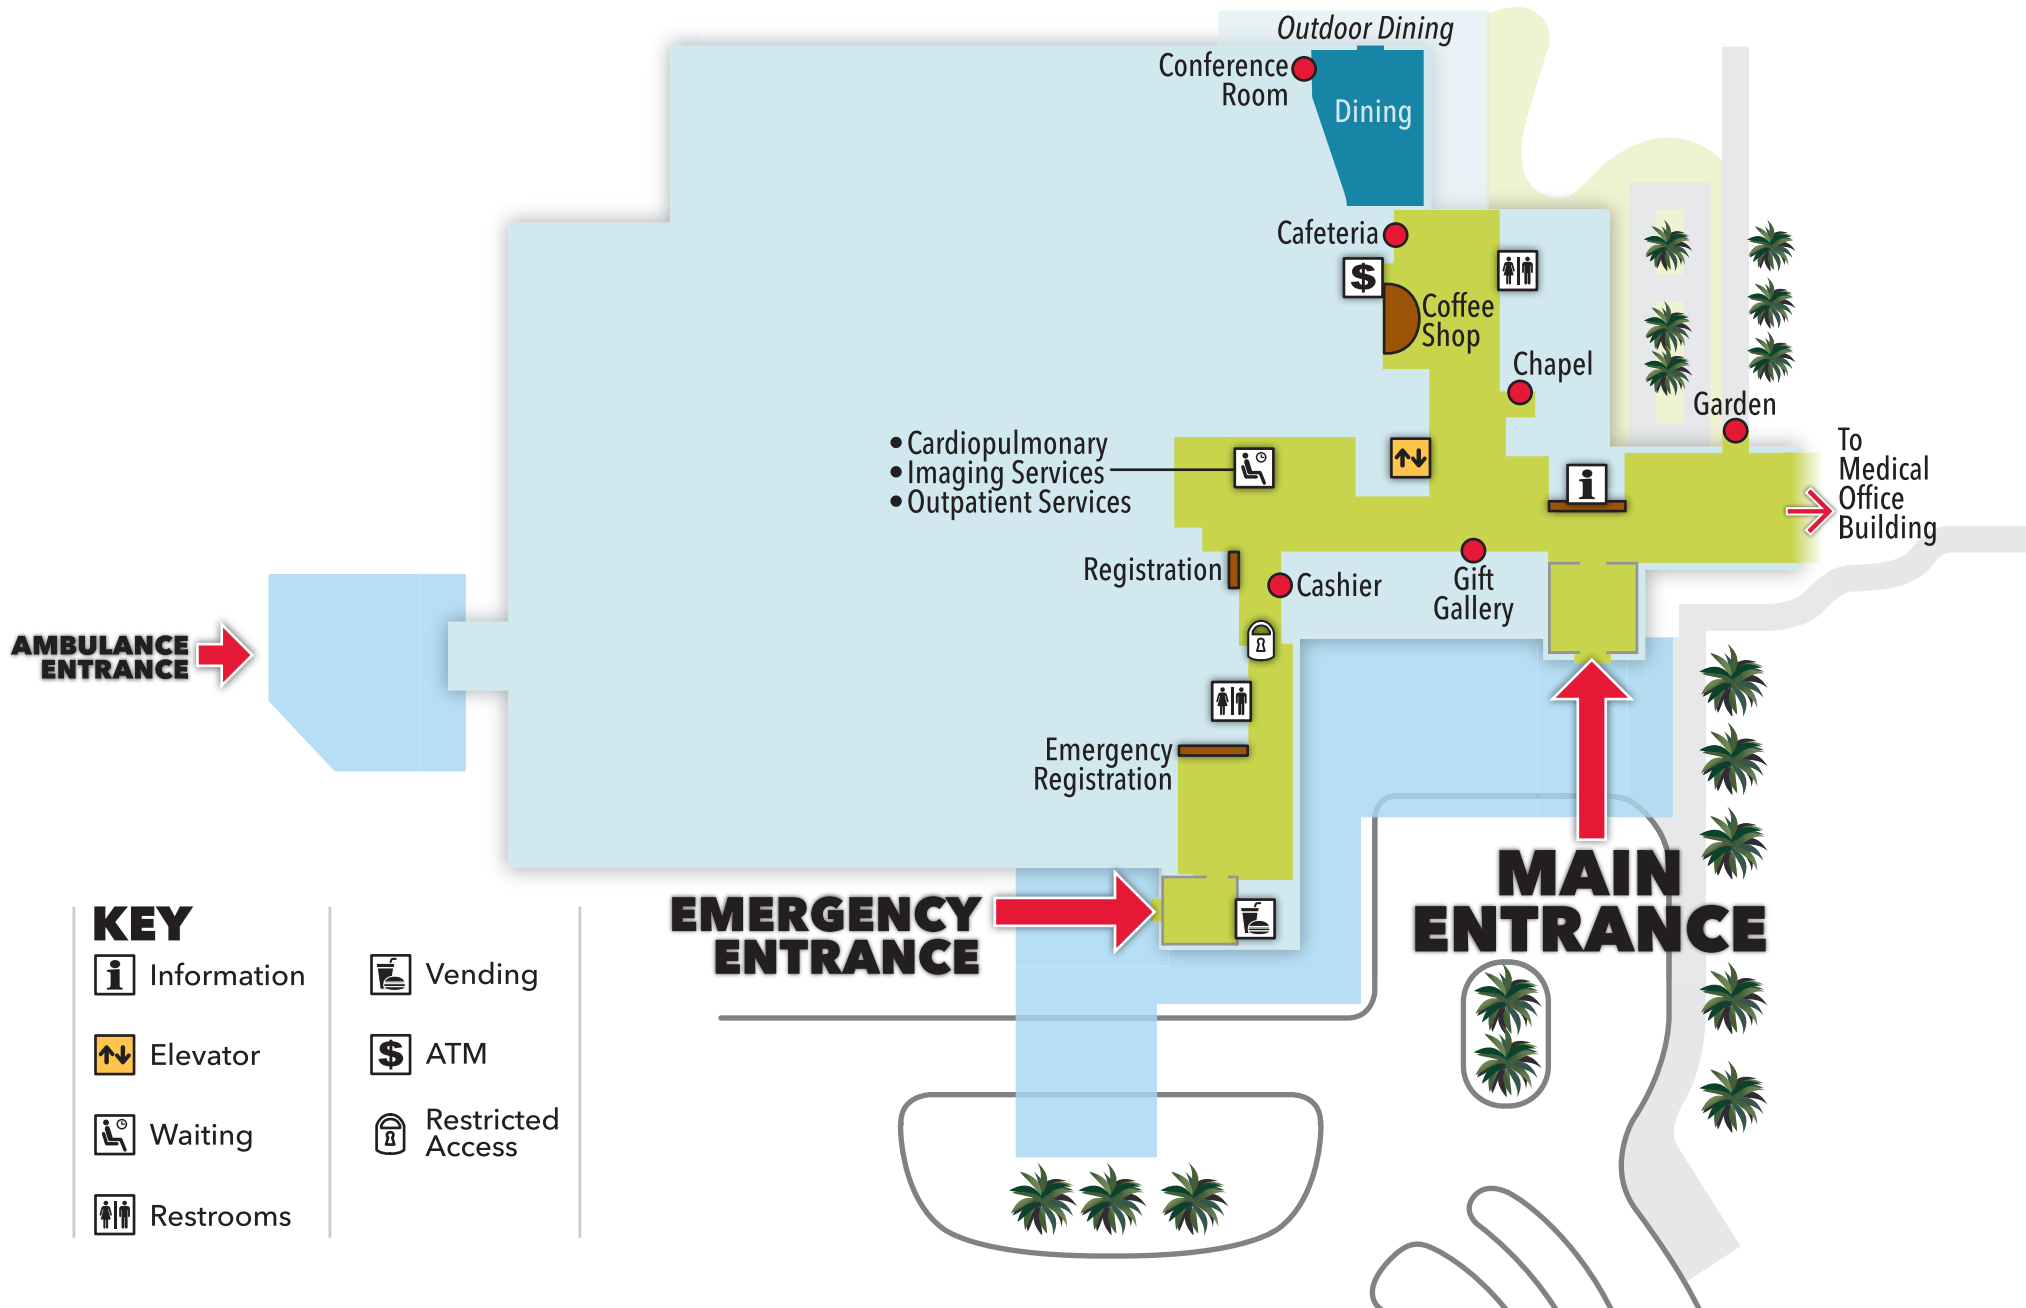 Outdoor Dining
Conference
Room
Dining
Cafeteria
$
Coffee
Shop
Chapel
Garden
• Cardiopulmonary
• Imaging Services
• Outpatient Services
i
To
Medical
Office
Building
Registration
Cashier
Gift
Gallery
AMBULANCE
ENTRANCE
Emergency
Registration
MAIN
ENTRANCE
EMERGENCY
ENTRANCE
KEY
i Information
Elevator
Waiting
Restrooms
Vending
$ ATM
Restricted
Access